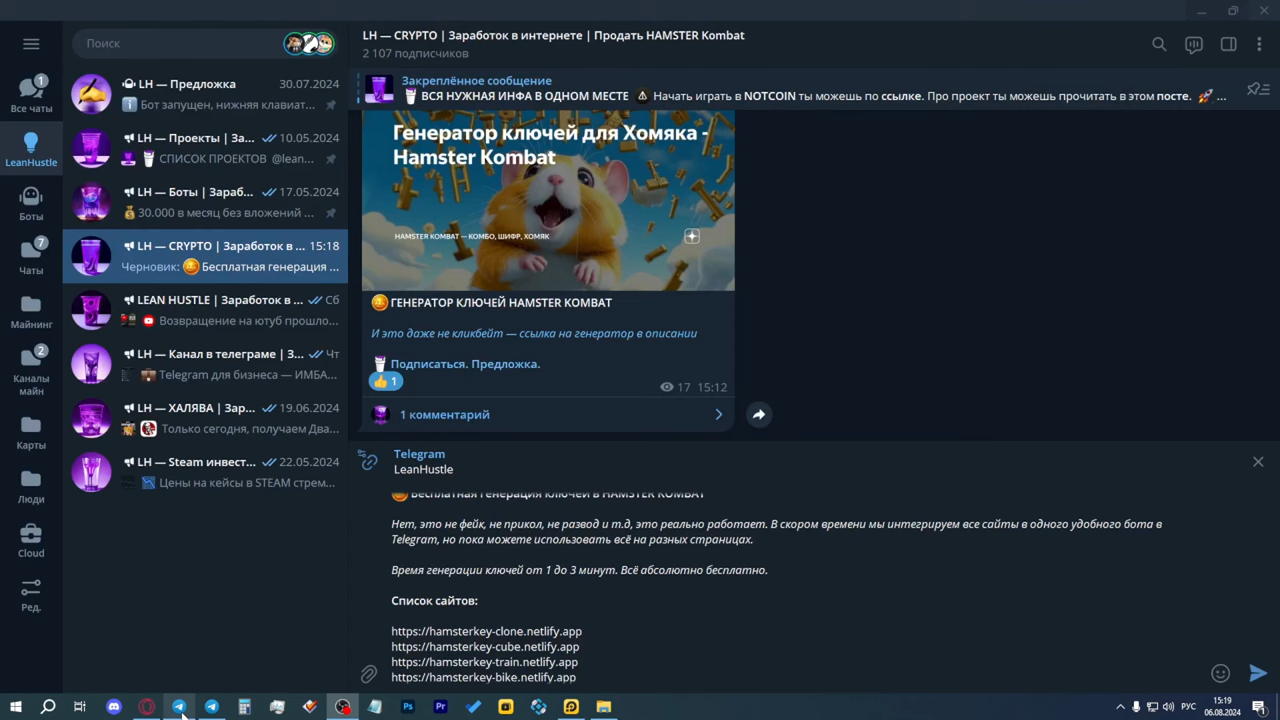 Поиск
LH — CRYPTO | Заработок в интернете | Продать HAMSTER Kombat
2 107 подписчиков
Все чаты
1
LeanHustle
Боты
Чаты
7
Майнинг
Каналы
майн
2
Карты
Люди
Cloud
Ред.
LH — Предложка 30.07.2024
Бот запущен, нижняя клавиат...
LH — Проекты | За... 10.05.2024
СПИСОК ПРОЕКТОВ @lean...
LH — Боты | Зараб... 17.05.2024
30.000 в месяц без вложений ...
LH — CRYPTO | Заработок в ... 15:18
Черновик: Бесплатная генерация ...
LEAN HUSTLE | Заработок в ... Сб
Возвращение на ютуб прошло...
LH — Канал в телеграме | З... Чт
Telegram для бизнеса — ИМБА...
LH — ХАЛЯВА | Зар... 19.06.2024
Только сегодня, получаем Два...
LH — Steam инвест... 22.05.2024
Цены на кейсы в STEAM стрем...
Закреплённое сообщение
ВСЯ НУЖНАЯ ИНФА В ОДНОМ МЕСТЕ Начать играть в NOTCOIN ты можешь по ссылке. Про проект ты можешь прочитать в этом посте. ...
Генератор ключей для Хомяка -
Hamster Kombat
HAMSTER KOMBAT — КОМБО, ШИФР, ХОМЯК
ГЕНЕРАТОР КЛЮЧЕЙ HAMSTER KOMBAT
И это даже не кликбейт — ссылка на генератор в описании
Подписаться. Предложка.
1
17 15:12
1 комментарий
Telegram
LeanHustle
Бесплатная генерация ключей в HAMSTER KOMBAT
Нет, это не фейк, не прикол, не развод и т.д, это реально работает. В скором времени мы интегрируем все сайты в одного удобного бота в
Telegram, но пока можете использовать всё на разных страницах.
Время генерации ключей от 1 до 3 минут. Всё абсолютно бесплатно.
Список сайтов:
https://hamsterkey-clone.netlify.app
https://hamsterkey-cube.netlify.app
https://hamsterkey-train.netlify.app
https://hamsterkey-bike.netlify.app
Ps
Pr
РУС
15:19
06.08.2024
1